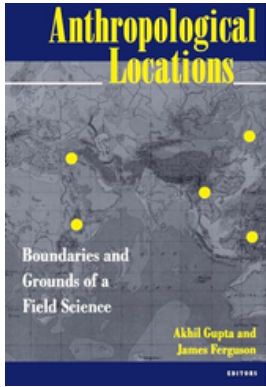 Anthropological
Locations
Boundaries and
Grounds of a
Field Science
Akhil Gupta and
James Ferguson
EDITORS